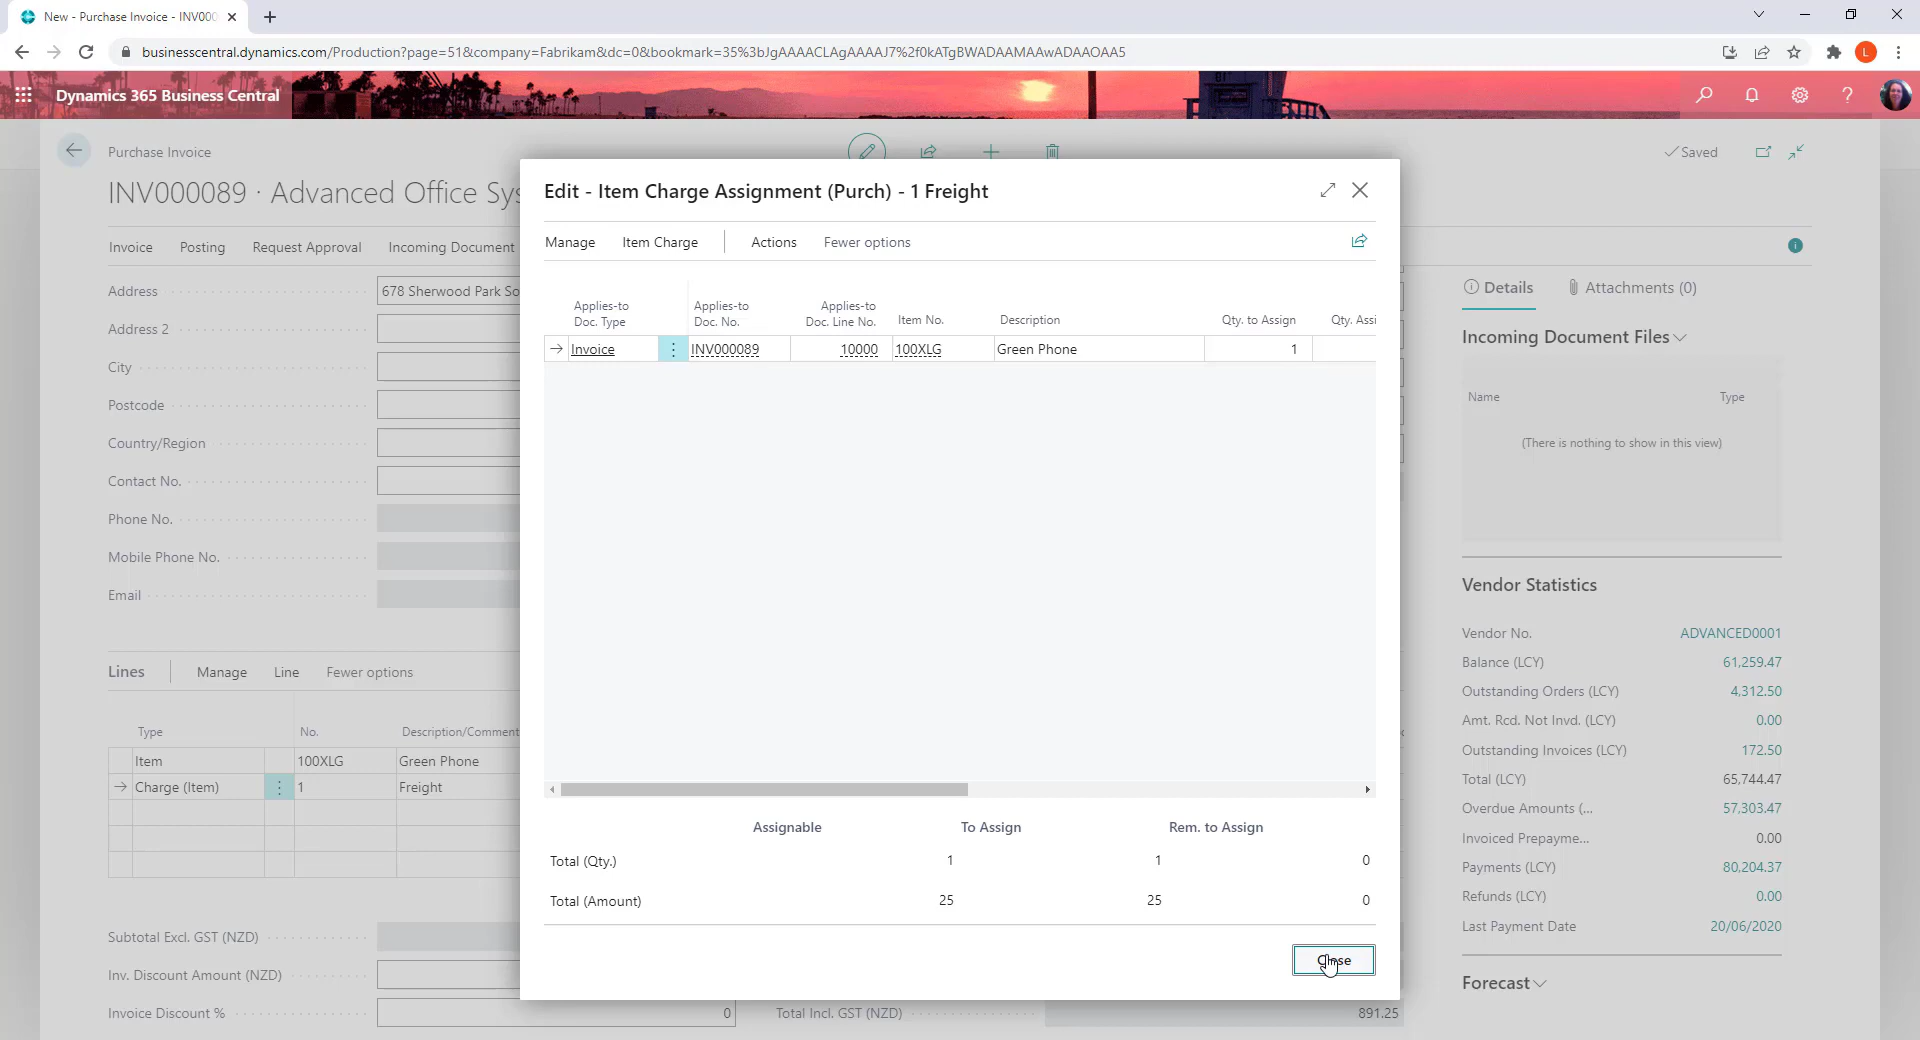 New - Purchase Invoice - INV000
businesscentral.dynamics.com/Production?page=51&company=Fabrikam&dc=0&bookmark=35%3bJgAAAACLAgAAAAJ7%2f0kATgBWADAAMAAwADAAOAA5
L
Dynamics 365 Business Central
Purchase Invoice
Saved
INV000089 · Advanced Office Sys
Invoice Posting Request Approval Incoming Document
Address 678 Sherwood Park So
Address 2
City
Postcode
Country/Region
Contact No.
Phone No.
Mobile Phone No.
Email
Lines Manage Line Fewer options
Type No. Description/Comment
Item 100XLG Green Phone
Charge (Item) 1 Freight
Subtotal Excl. GST (NZD)
Inv. Discount Amount (NZD)
Invoice Discount % 0
Total Incl. GST (NZD) 891.25
Edit - Item Charge Assignment (Purch) - 1 Freight
Manage Item Charge Actions Fewer options
Applies-to Doc. Type Applies-to Doc. No. Applies-to Doc. Line No. Item No. Description Qty. to Assign Qty. Assi
Invoice INV000089 10000 100XLG Green Phone 1
Assignable To Assign Rem. to Assign
Total (Qty.) 1 1 0
Total (Amount) 25 25 0
Close
Details Attachments (0)
Incoming Document Files
Name Type
(There is nothing to show in this view)
Vendor Statistics
Vendor No. ADVANCED0001
Balance (LCY) 61,259.47
Outstanding Orders (LCY) 4,312.50
Amt. Rcd. Not Invd. (LCY) 0.00
Outstanding Invoices (LCY) 172.50
Total (LCY) 65,744.47
Overdue Amounts (... 57,303.47
Invoiced Prepayme... 0.00
Payments (LCY) 80,204.37
Refunds (LCY) 0.00
Last Payment Date 20/06/2020
Forecast